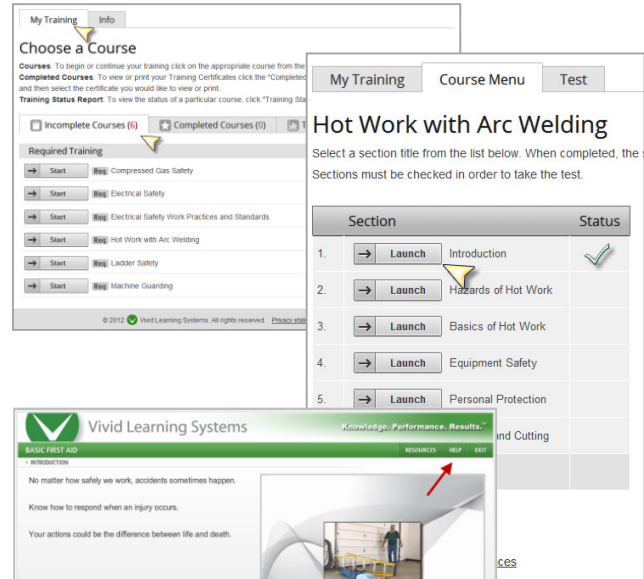 My Training Info
Choose a Course
Courses: To begin or continue your training click on the appropriate course from the
Completed Courses: To view or print your Training Certificates click the "Completed
and then select the certificate you would like to view or print.
Training Status Report: To view the status of a particular course, click "Training Sta
Incomplete Courses (6) Completed Courses (0) T
Required Training
Start Req Compressed Gas Safety
Start Req Electrical Safety
Start Req Electrical Safety Work Practices and Standards
Start Req Hot Work with Arc Welding
Start Req Ladder Safety
Start Req Machine Guarding
© 2012 Vivid Learning Systems. All rights reserved. Privacy stat
My Training Course Menu Test
Hot Work with Arc Welding
Select a section title from the list below. When completed, the s
Sections must be checked in order to take the test.
Section Status
1. Launch Introduction
2. Launch Hazards of Hot Work
3. Launch Basics of Hot Work
4. Launch Equipment Safety
5. Launch Personal Protection
and Cutting
ces
Vivid Learning Systems Knowledge. Performance. Results.™
BASIC FIRST AID RESOURCES HELP EXIT
INTRODUCTION
No matter how safely we work, accidents sometimes happen.
Know how to respond when an injury occurs.
Your actions could be the difference between life and death.